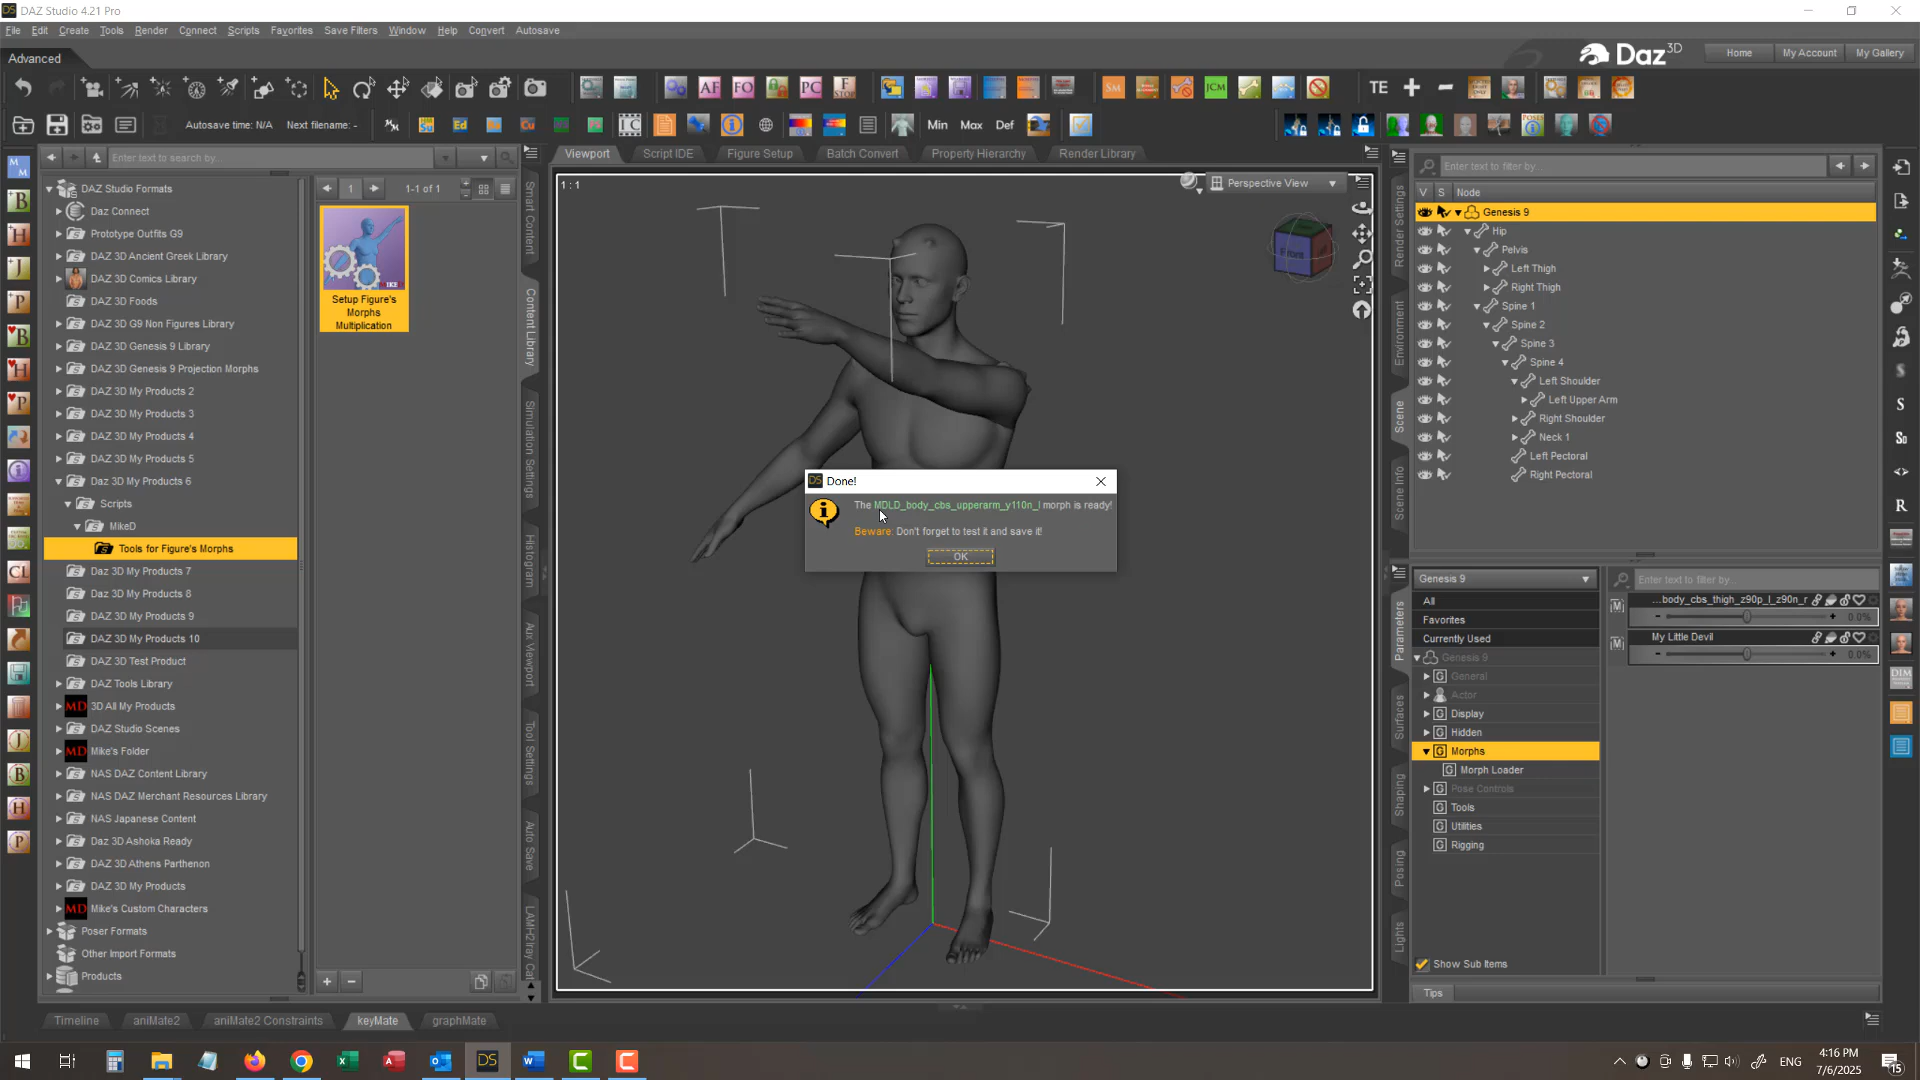 DAZ Studio 4.21 Pro
File Edit Create Tools Render Connect Scripts Favorites Save Filters Window Help Convert Autosave
Advanced
Daz 3D
Home My Account My Gallery
AF FO PC F STOP SM JCM TE
Autosave time: N/A Next filename: -
Ed Cu IC Min Max Def
Enter text to search by...
DAZ Studio Formats
Daz Connect
Prototype Outfits G9
DAZ 3D Ancient Greek Library
DAZ 3D Comics Library
DAZ 3D Foods
DAZ 3D G9 Non Figures Library
DAZ 3D Genesis 9 Library
DAZ 3D Genesis 9 Projection Morphs
DAZ 3D My Products 2
DAZ 3D My Products 3
DAZ 3D My Products 4
DAZ 3D My Products 5
Daz 3D My Products 6
Scripts
MikeD
Tools for Figure's Morphs
Daz 3D My Products 7
Daz 3D My Products 8
DAZ 3D My Products 9
DAZ 3D My Products 10
DAZ 3D Test Product
DAZ Tools Library
3D All My Products
DAZ Studio Scenes
Mike's Folder
NAS DAZ Content Library
NAS DAZ Merchant Resources Library
NAS Japanese Content
Daz 3D Ashoka Ready
DAZ 3D Athens Parthenon
DAZ 3D My Products
Mike's Custom Characters
Poser Formats
Other Import Formats
Products
1 1-1 of 1
Setup Figure's
Morphs
Multiplication
Smart Content
Content Library
Simulation Settings
Histogram
Aux Viewport
Tool Settings
Auto Save
LAMH2Iray Cat
Viewport Script IDE Figure Setup Batch Convert Property Hierarchy Render Library
1 : 1
Perspective View
Done!
The MDLD_body_cbs_upperarm_y110n_l morph is ready!
Beware: Don't forget to test it and save it!
OK
Render Settings
Environment
Scene
Scene Info
Enter text to filter by...
V S Node
Genesis 9
Hip
Pelvis
Left Thigh
Right Thigh
Spine 1
Spine 2
Spine 3
Spine 4
Left Shoulder
Left Upper Arm
Right Shoulder
Neck 1
Left Pectoral
Right Pectoral
Parameters
Surfaces
Shaping
Posing
Lights
Genesis 9
Enter text to filter by...
All
Favorites
Currently Used
Genesis 9
General
Actor
Display
Hidden
Morphs
Morph Loader
Pose Controls
Tools
Utilities
Rigging
...body_cbs_thigh_z90p_l_z90n_r
0.0%
My Little Devil
0.0%
Show Sub Items
Tips
Timeline aniMate2 aniMate2 Constraints keyMate graphMate
ENG
4:16 PM
7/6/2025
15